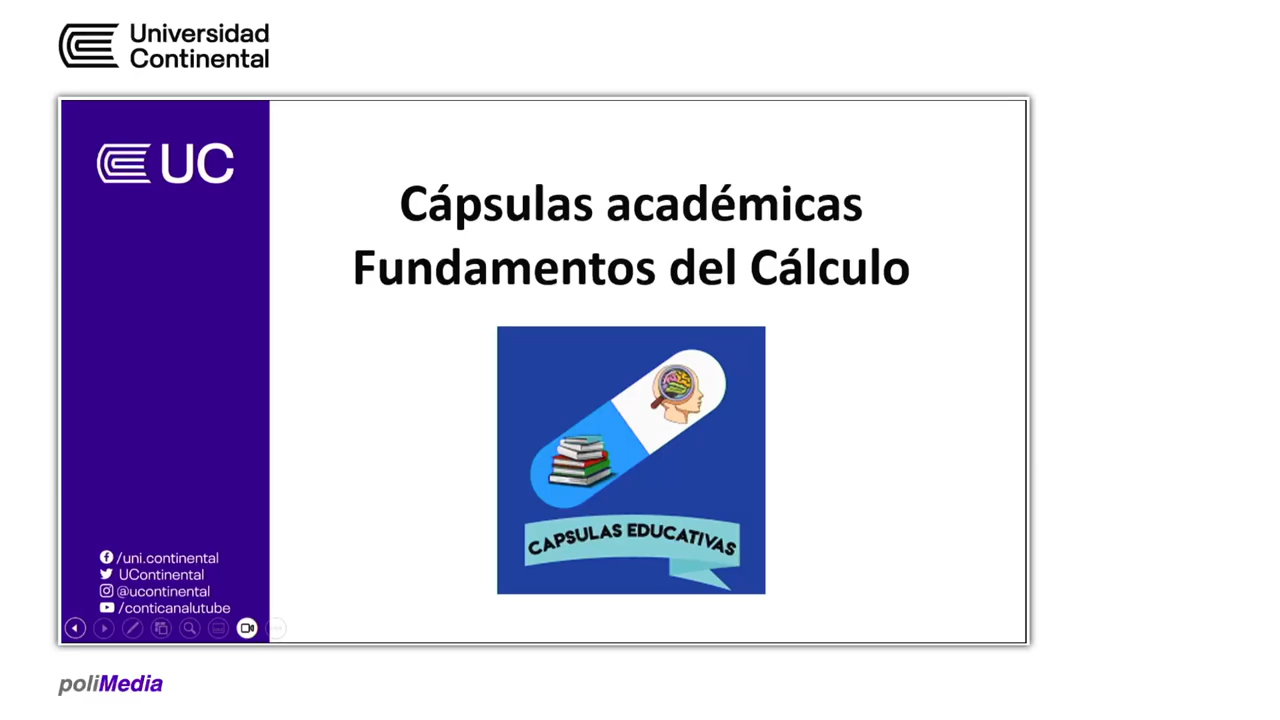 Universidad
Continental
UC
Cápsulas académicas
Fundamentos del Cálculo
CAPSULAS EDUCATIVAS
/uni.continental
UContinental
@ucontinental
/conticanalutube
poliMedia